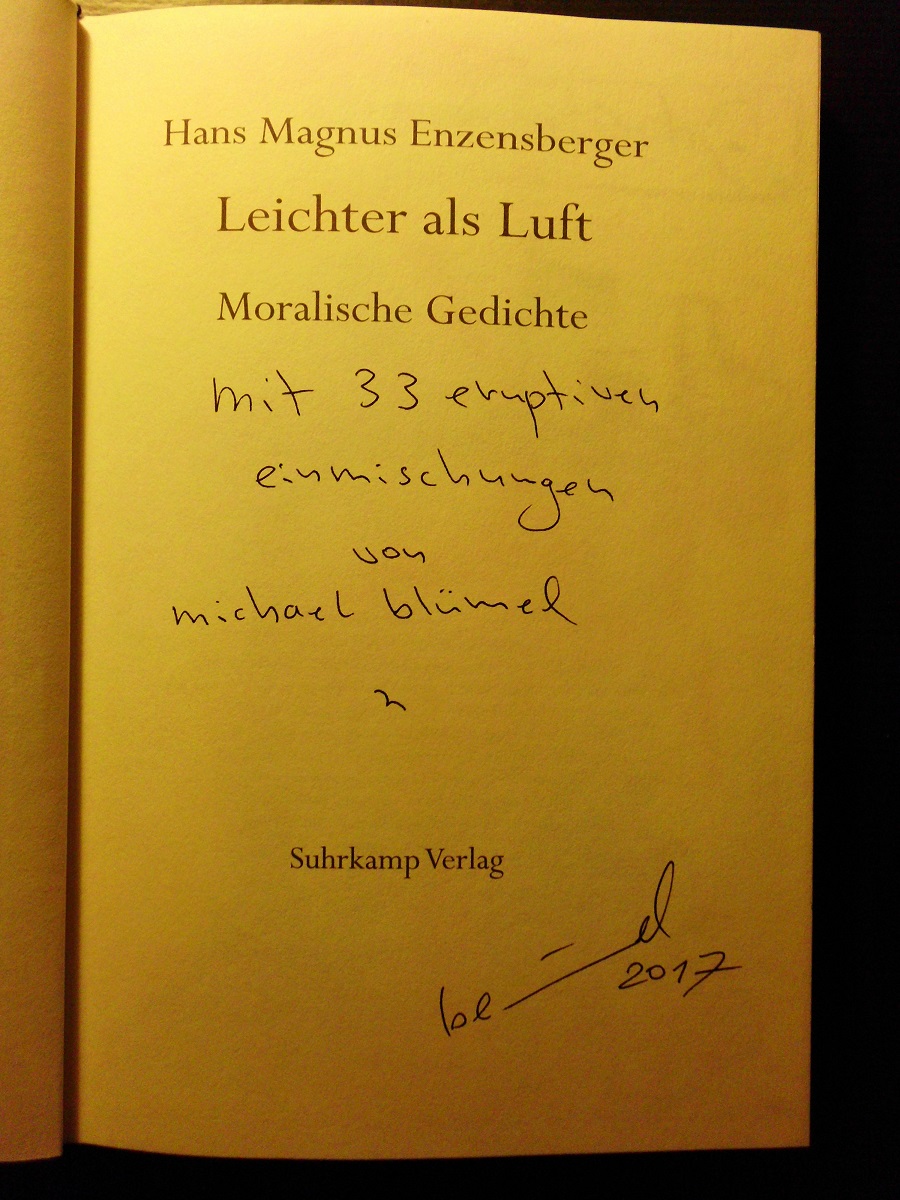 Hans Magnus Enzensberger
Leichter als Luft
Moralische Gedichte
mit 33 eruptiven
einmischungen
von
michael blümel
Suhrkamp Verlag
2017